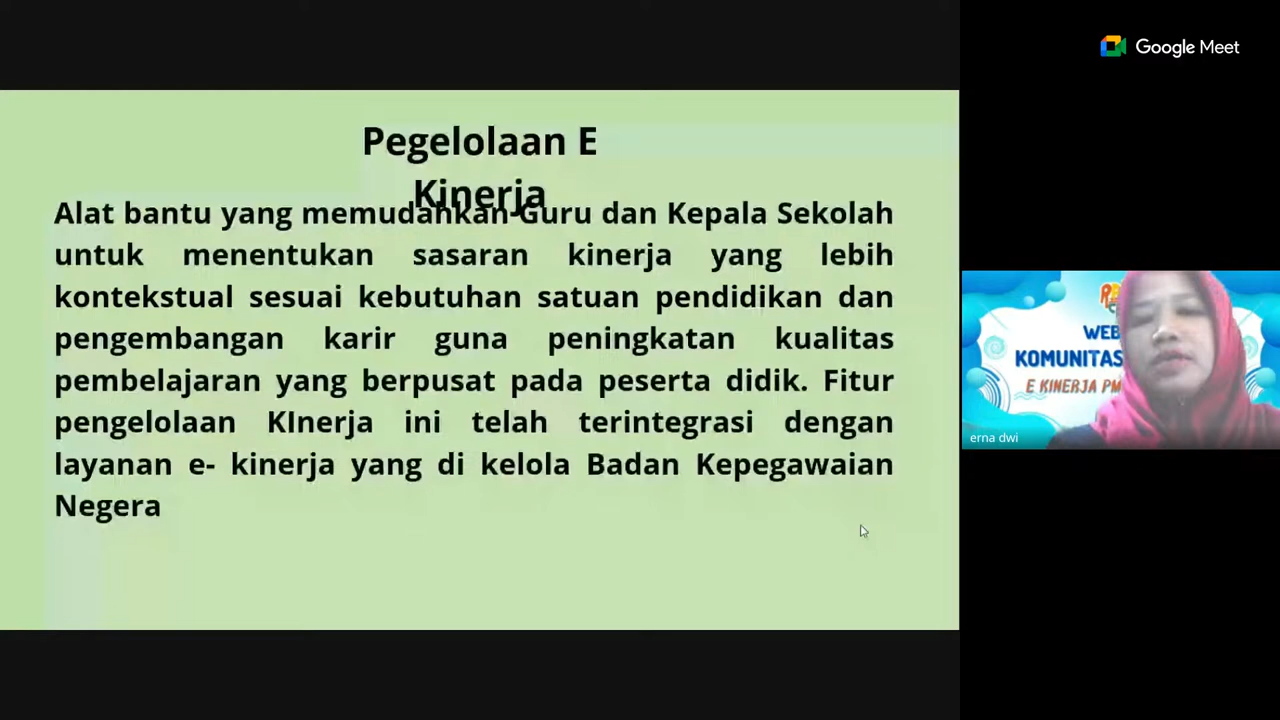 Google Meet
Pegelolaan E
Kinerja
Alat bantu yang memudahkan Guru dan Kepala Sekolah
untuk menentukan sasaran kinerja yang lebih
kontekstual sesuai kebutuhan satuan pendidikan dan
pengembangan karir guna peningkatan kualitas
pembelajaran yang berpusat pada peserta didik. Fitur
pengelolaan KInerja ini telah terintegrasi dengan
layanan e- kinerja yang di kelola Badan Kepegawaian
Negera
WEB
KOMUNITAS
E KINERJA PM
erna dwi